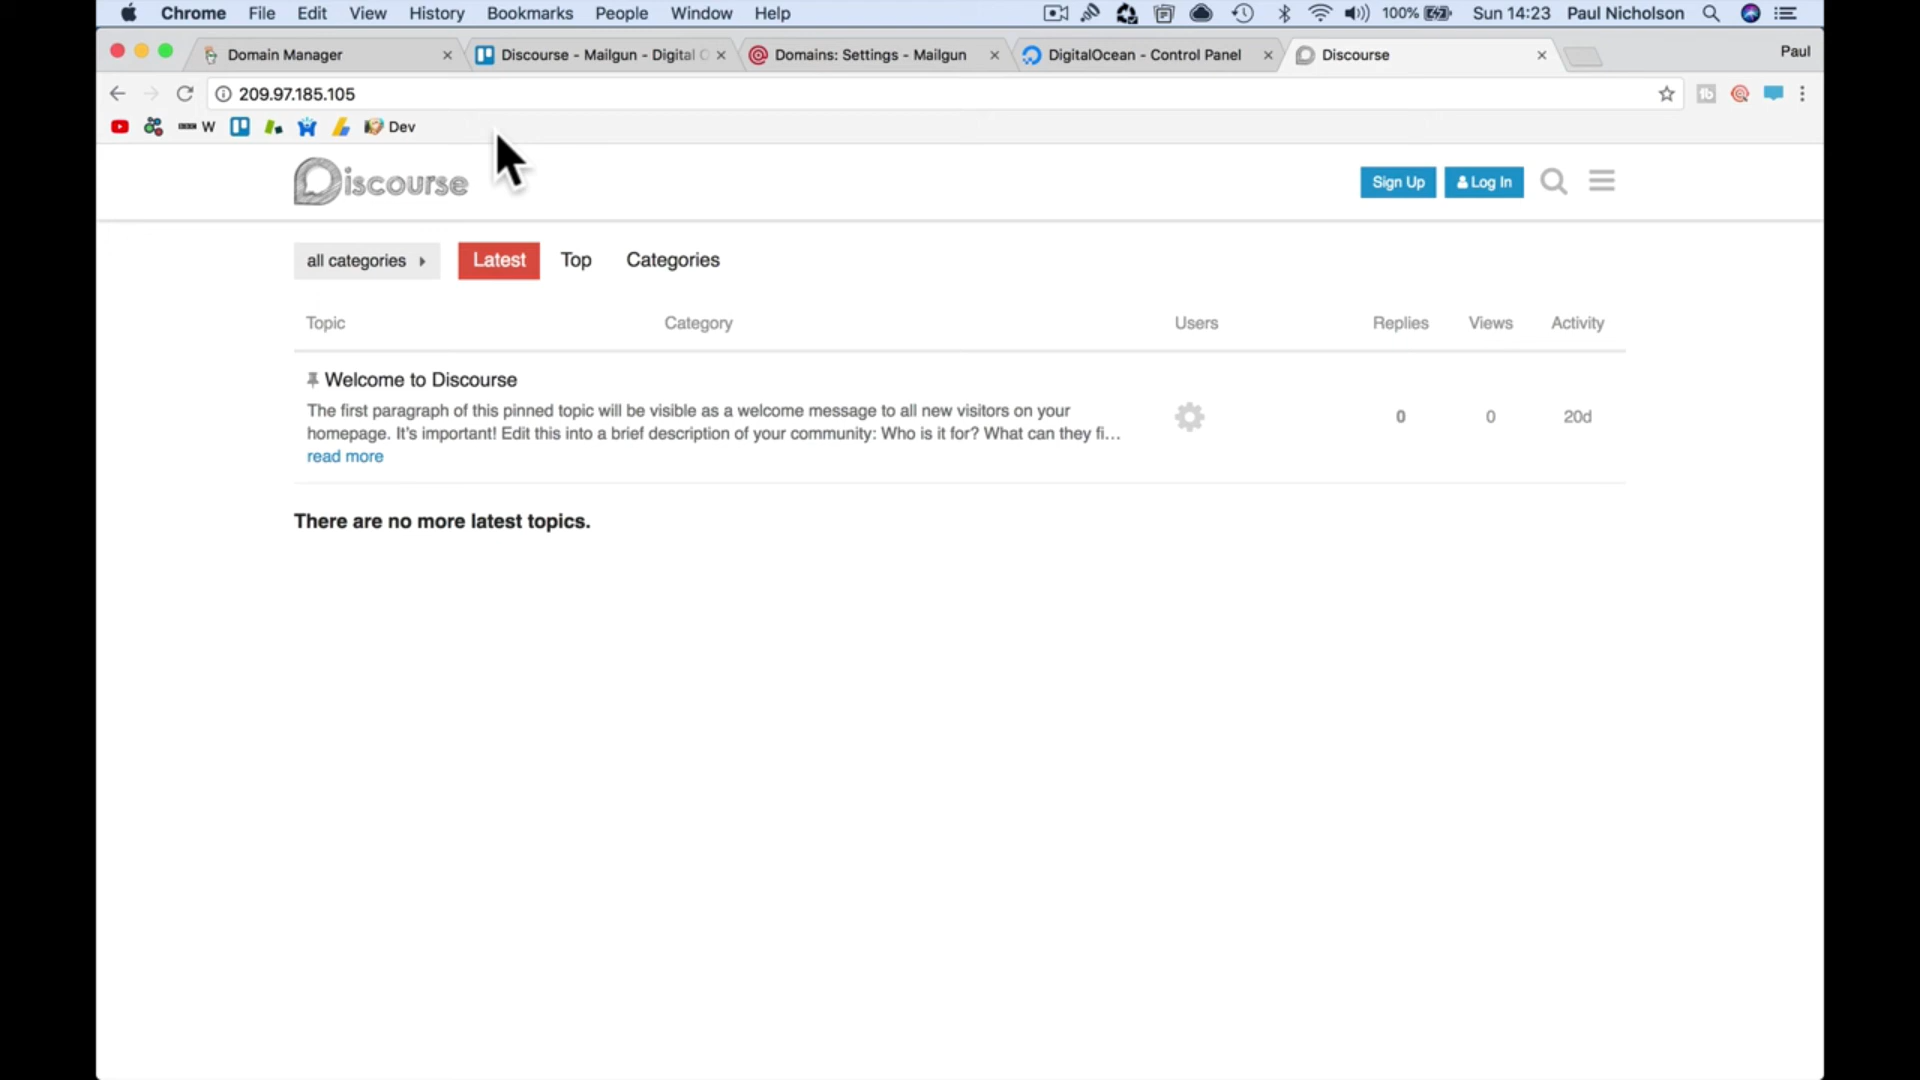 Chrome File Edit View History Bookmarks People Window Help 100% Sun 14:23 Paul Nicholson
Domain Manager Discourse - Mailgun - Digital Domains: Settings - Mailgun DigitalOcean - Control Panel Discourse Paul
209.97.185.105
W Dev
Discourse Sign Up Log In
all categories Latest Top Categories
Topic Category Users Replies Views Activity
Welcome to Discourse
The first paragraph of this pinned topic will be visible as a welcome message to all new visitors on your
homepage. It's important! Edit this into a brief description of your community: Who is it for? What can they fi...
read more
0 0 20d
There are no more latest topics.